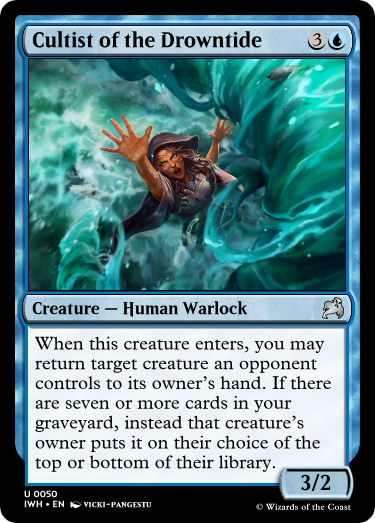 Cultist of the Drowntide 3
Creature — Human Warlock
When this creature enters, you may
return target creature an opponent
controls to its owner's hand. If there
are seven or more cards in your
graveyard, instead that creature's
owner puts it on their choice of the
top or bottom of their library.
3/2
U 0050
IWH • EN VICKI-PANGESTU
© Wizards of the Coast